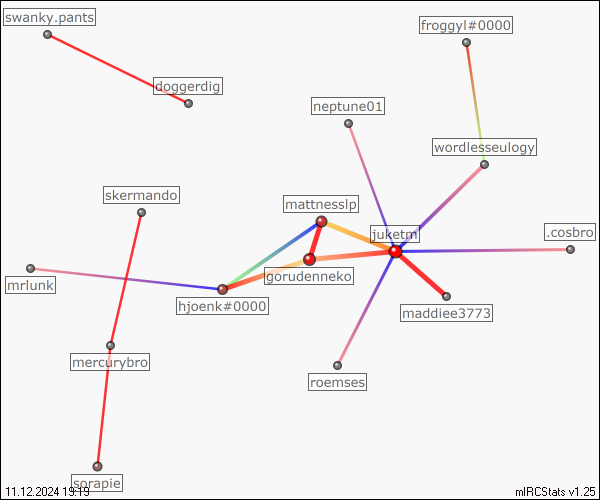 swanky.pants
froggyl#0000
doggerdig
neptune01
wordlesseulogy
skermando
mattnesslp
juketm
.cosbro
gorudenneko
mrlunk
hjoenk#0000
maddiee3773
mercurybro
roemses
sorapie
11.12.2024 19:19
mIRCStats v1.25